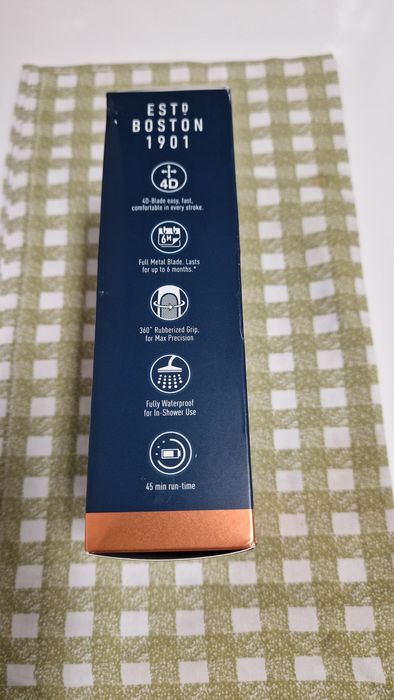 ESTD
BOSTON
1901
4D
4D-Blade easy, fast,
comfortable in every stroke.
6M
Full Metal Blade. Lasts
for up to 6 months.*
360° Rubberized Grip,
for Max Precision
Fully Waterproof
for In-Shower Use
45 min run-time